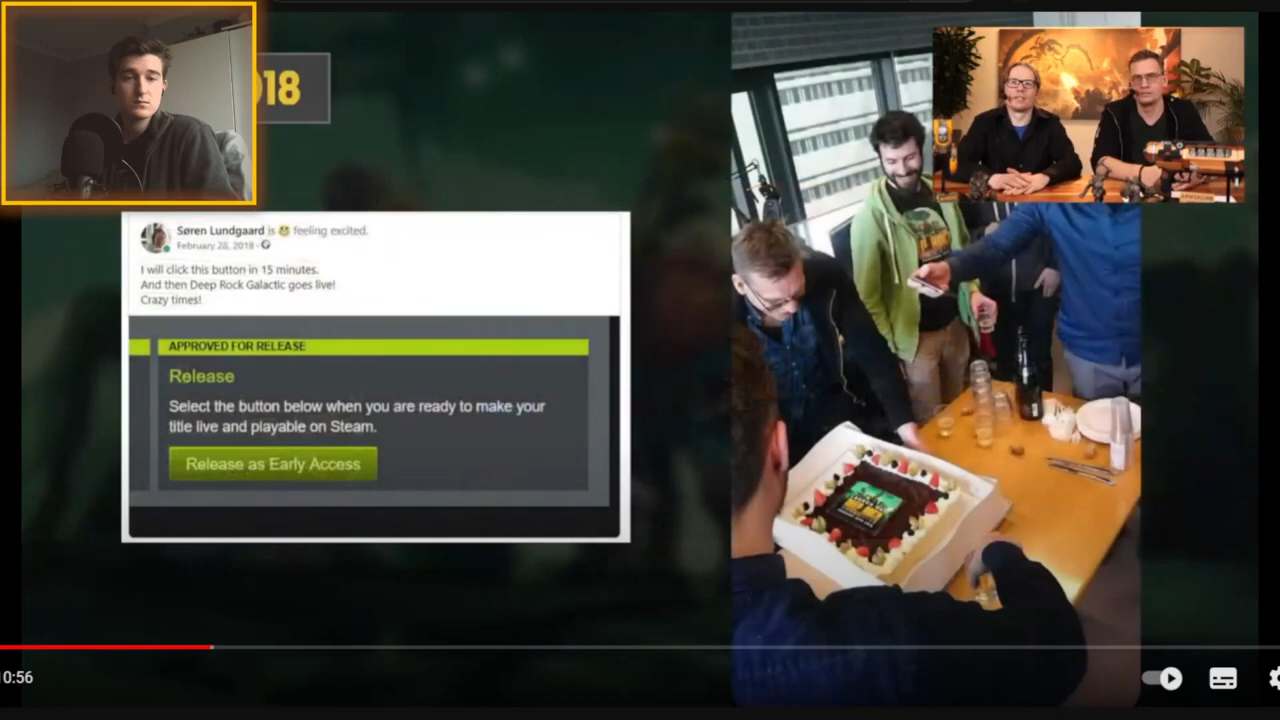 18
Søren Lundgaard is feeling excited.
February 28, 2018
I will click this button in 15 minutes.
And then Deep Rock Galactic goes live!
Crazy times!
APPROVED FOR RELEASE
Release
Select the button below when you are ready to make your
title live and playable on Steam.
Release as Early Access
0:56